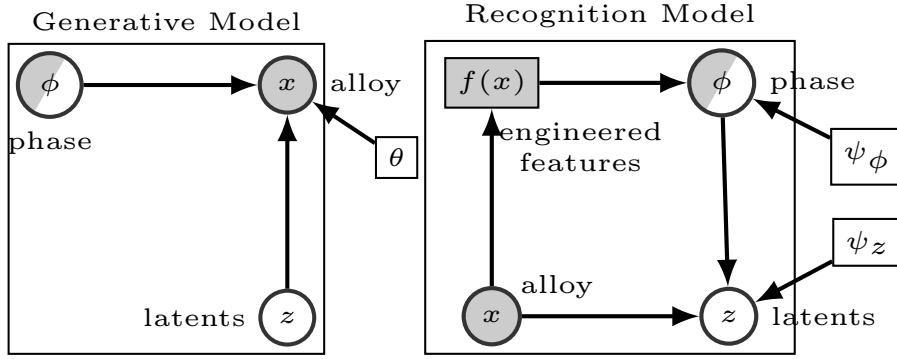 Generative Model
ϕ
x
alloy
phase
θ
latents
z
Recognition Model
f(x)
ϕ
phase
engineered
features
ψϕ
ψz
alloy
x
z
latents